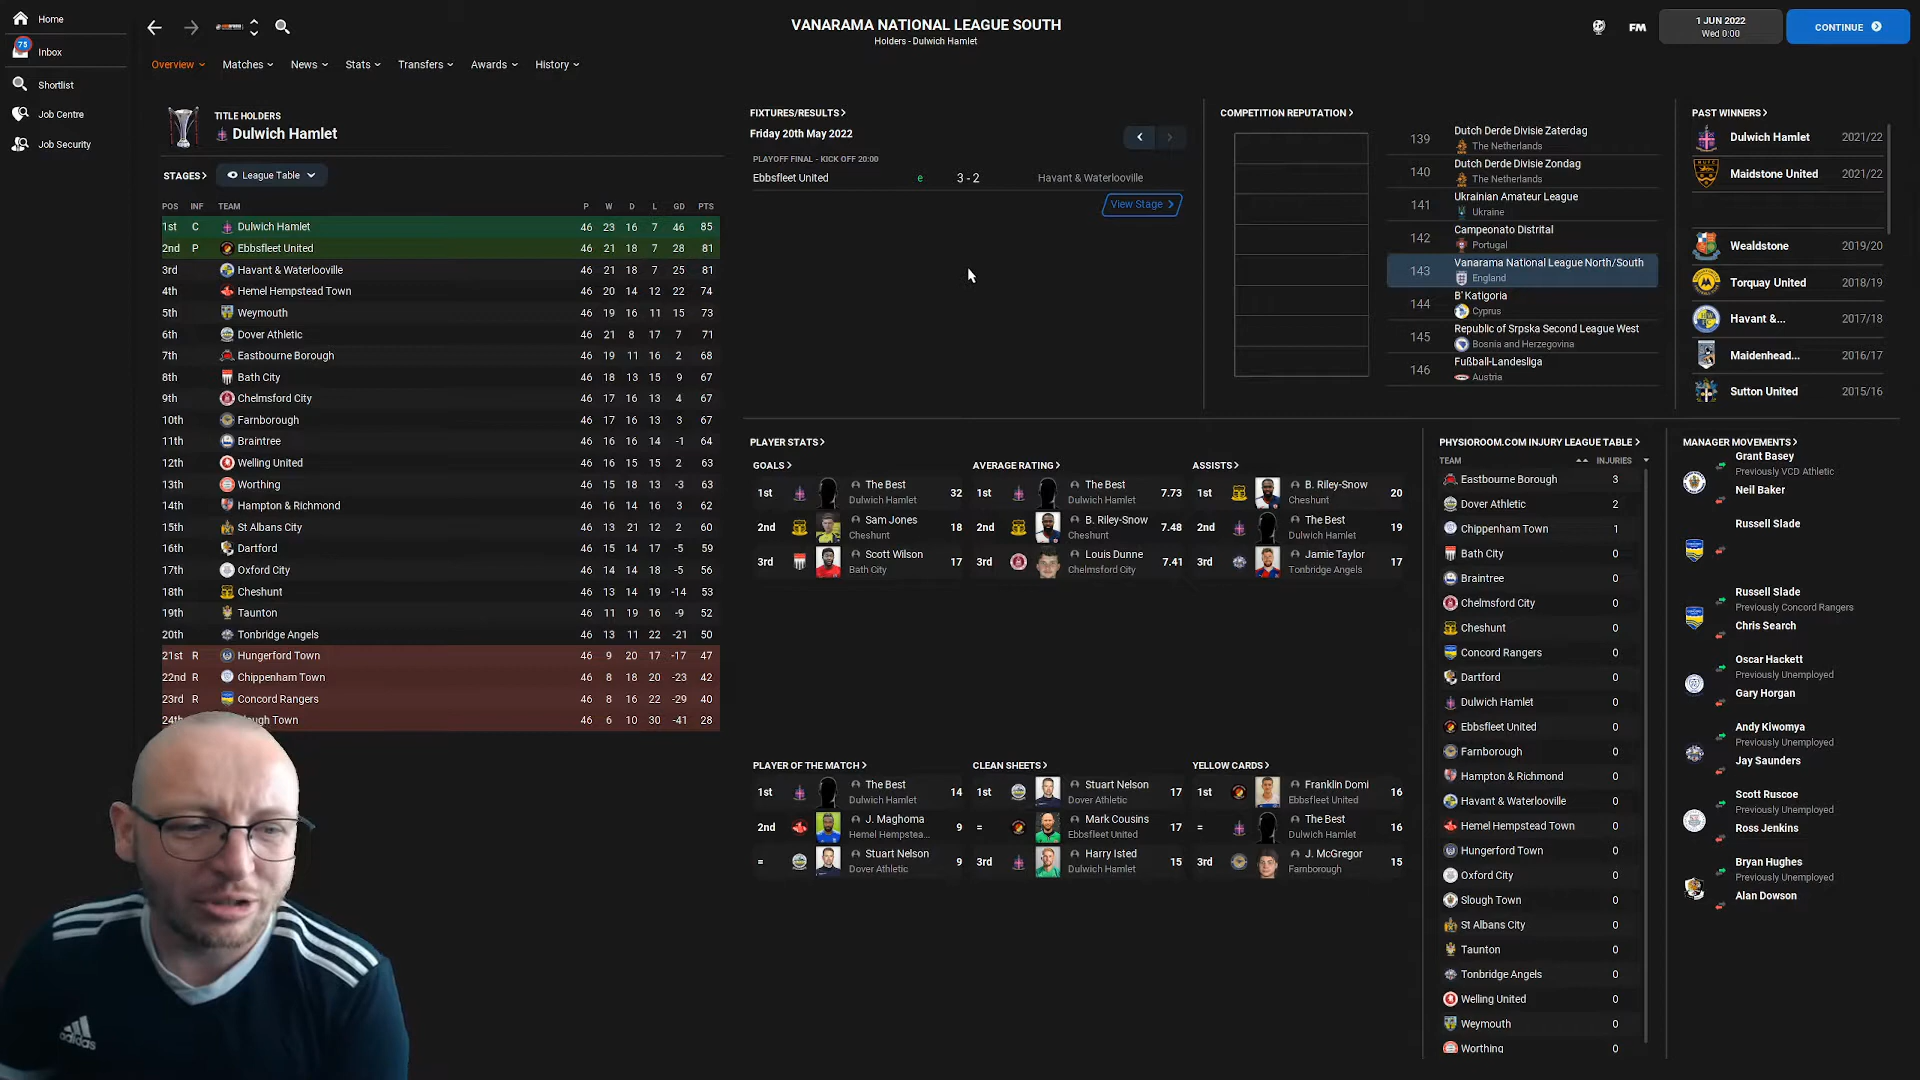 Home
75
Inbox
Shortlist
Job Centre
Job Security
VANARAMA NATIONAL LEAGUE SOUTH
Holders - Dulwich Hamlet
FM
1 JUN 2022
Wed 0:00
CONTINUE
Overview
Matches
News
Stats
Transfers
Awards
History
TITLE HOLDERS
Dulwich Hamlet
STAGES>
League Table
POS INF TEAM P W D L GD PTS
1st C Dulwich Hamlet 46 23 16 7 46 85
2nd P Ebbsfleet United 46 21 18 7 28 81
3rd Havant & Waterlooville 46 21 18 7 25 81
4th Hemel Hempstead Town 46 20 14 12 22 74
5th Weymouth 46 19 16 11 15 73
6th Dover Athletic 46 21 8 17 7 71
7th Eastbourne Borough 46 19 11 16 2 68
8th Bath City 46 18 13 15 9 67
9th Chelmsford City 46 17 16 13 4 67
10th Farnborough 46 17 16 13 3 67
11th Braintree 46 16 16 14 -1 64
12th Welling United 46 16 15 15 2 63
13th Worthing 46 15 18 13 -3 63
14th Hampton & Richmond 46 16 14 16 3 62
15th St Albans City 46 13 21 12 2 60
16th Dartford 46 15 14 17 -5 59
17th Oxford City 46 14 14 18 -5 56
18th Cheshunt 46 13 14 19 -14 53
19th Taunton 46 11 19 16 -9 52
20th Tonbridge Angels 46 13 11 22 -21 50
21st R Hungerford Town 46 9 20 17 -17 47
22nd R Chippenham Town 46 8 18 20 -23 42
23rd R Concord Rangers 46 8 16 22 -29 40
24th Slough Town 46 6 10 30 -41 28
FIXTURES/RESULTS>
Friday 20th May 2022
PLAYOFF FINAL - KICK OFF 20:00
Ebbsfleet United e 3 - 2 Havant & Waterlooville
View Stage >
COMPETITION REPUTATION>
139 Dutch Derde Divisie Zaterdag
The Netherlands
140 Dutch Derde Divisie Zondag
The Netherlands
141 Ukrainian Amateur League
Ukraine
142 Campeonato Distrital
Portugal
143 Vanarama National League North/South
England
144 B' Katigoria
Cyprus
145 Republic of Srpska Second League West
Bosnia and Herzegovina
146 Fußball-Landesliga
Austria
PAST WINNERS>
Dulwich Hamlet 2021/22
Maidstone United 2021/22
Wealdstone 2019/20
Torquay United 2018/19
Havant &... 2017/18
Maidenhead... 2016/17
Sutton United 2015/16
PLAYER STATS>
GOALS>
1st The Best 32
Dulwich Hamlet
2nd Sam Jones 18
Cheshunt
3rd Scott Wilson 17
Bath City
AVERAGE RATING>
1st The Best 7.73
Dulwich Hamlet
2nd B. Riley-Snow 7.48
Cheshunt
3rd Louis Dunne 7.41
Chelmsford City
ASSISTS>
1st B. Riley-Snow 20
Cheshunt
2nd The Best 19
Dulwich Hamlet
3rd Jamie Taylor 17
Tonbridge Angels
PLAYER OF THE MATCH>
1st The Best 14
Dulwich Hamlet
2nd J. Maghoma 9
Hemel Hempstea...
= Stuart Nelson 9
Dover Athletic
CLEAN SHEETS>
1st Stuart Nelson 17
Dover Athletic
= Mark Cousins 17
Ebbsfleet United
3rd Harry Isted 15
Dulwich Hamlet
YELLOW CARDS>
1st Franklin Domi 16
Ebbsfleet United
= The Best 16
Dulwich Hamlet
3rd J. McGregor 15
Farnborough
PHYSIOROOM.COM INJURY LEAGUE TABLE>
TEAM INJURIES
Eastbourne Borough 3
Dover Athletic 2
Chippenham Town 1
Bath City 0
Braintree 0
Chelmsford City 0
Cheshunt 0
Concord Rangers 0
Dartford 0
Dulwich Hamlet 0
Ebbsfleet United 0
Farnborough 0
Hampton & Richmond 0
Havant & Waterlooville 0
Hemel Hempstead Town 0
Hungerford Town 0
Oxford City 0
Slough Town 0
St Albans City 0
Taunton 0
Tonbridge Angels 0
Welling United 0
Weymouth 0
Worthing 0
MANAGER MOVEMENTS>
Grant Basey
Previously VCD Athletic
Neil Baker
Russell Slade
Russell Slade
Previously Concord Rangers
Chris Search
Oscar Hackett
Previously Unemployed
Gary Horgan
Andy Kiwomya
Previously Unemployed
Jay Saunders
Scott Ruscoe
Previously Unemployed
Ross Jenkins
Bryan Hughes
Previously Unemployed
Alan Dowson
adidas